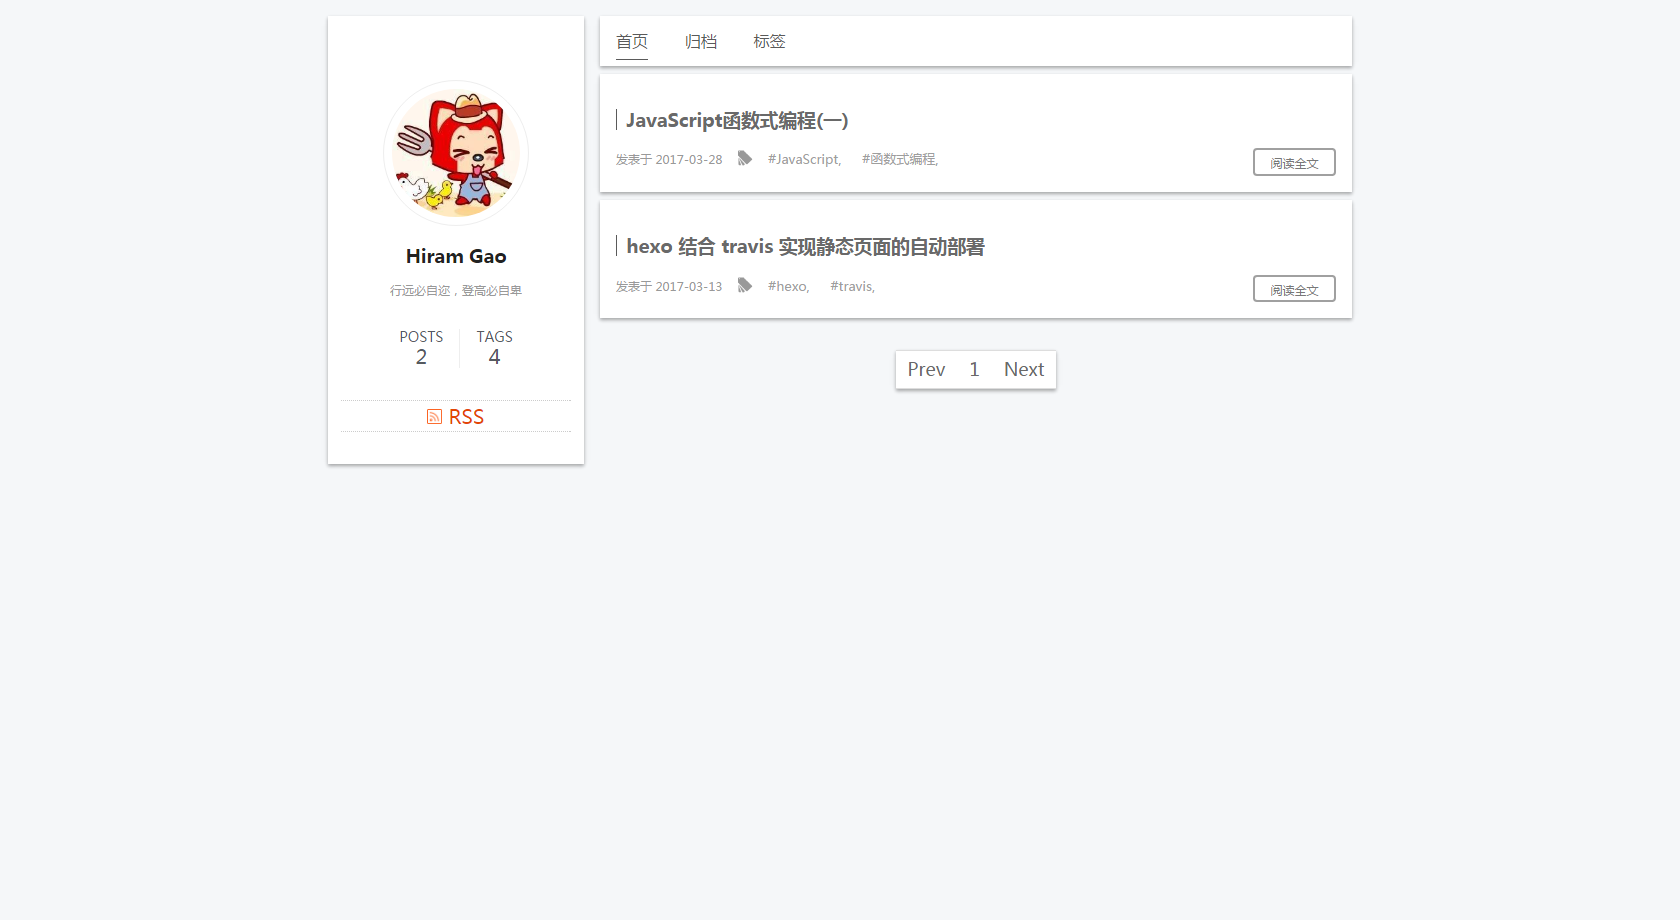 Hiram Gao
行远必自迩，登高必自卑
POSTS TAGS
2 4
RSS
首页 归档 标签
JavaScript函数式编程(一)
发表于 2017-03-28 #JavaScript, #函数式编程, 阅读全文
hexo 结合 travis 实现静态页面的自动部署
发表于 2017-03-13 #hexo, #travis, 阅读全文
Prev 1 Next